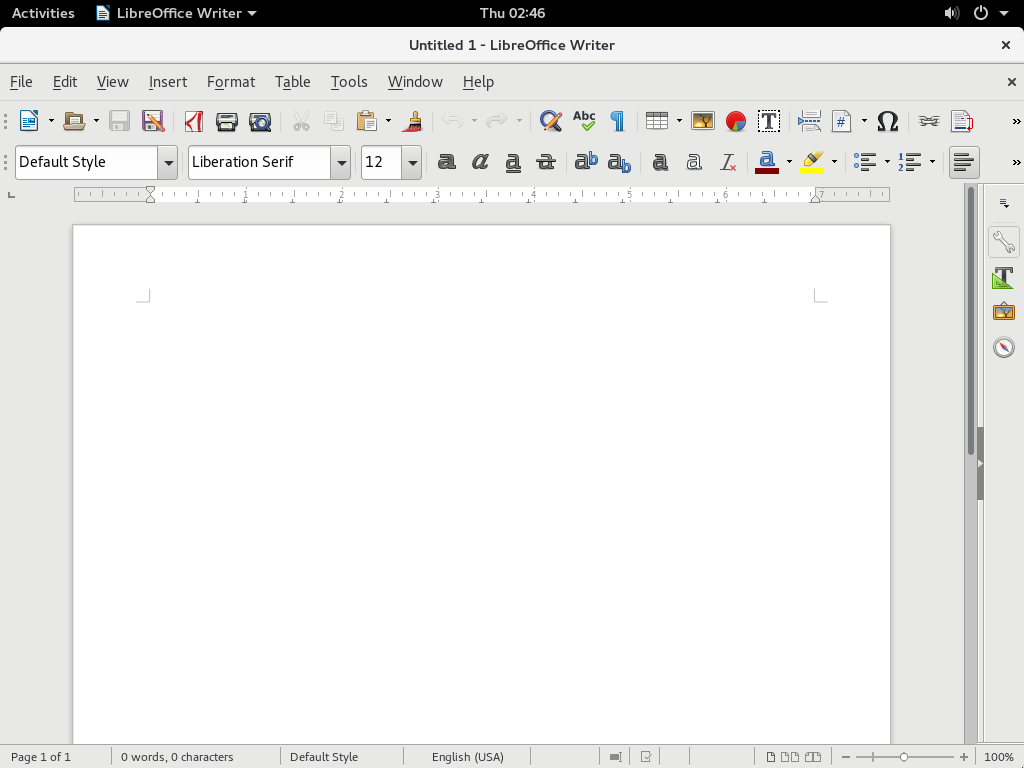 Activities LibreOffice Writer Thu 02:46
Untitled 1 - LibreOffice Writer
File Edit View Insert Format Table Tools Window Help
Abc
Default Style Liberation Serif 12
1 2 3 4 5 6 7
Page 1 of 1 0 words, 0 characters Default Style English (USA) 100%